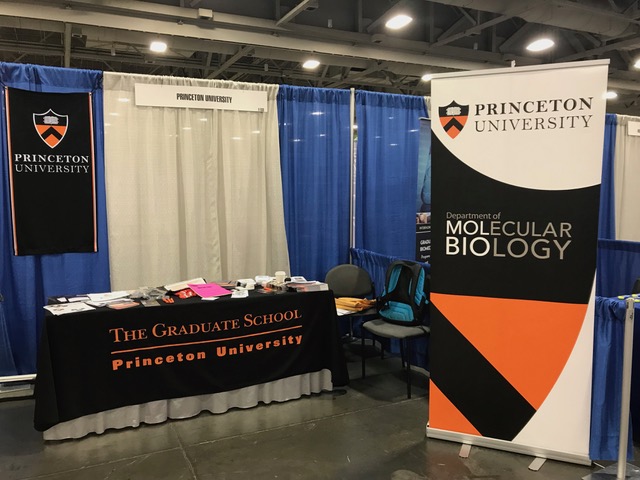 PRINCETON
UNIVERSITY
PRINCETON UNIVERSITY
THE GRADUATE SCHOOL
Princeton University
PRINCETON
UNIVERSITY
Department of
MOLECULAR
BIOLOGY